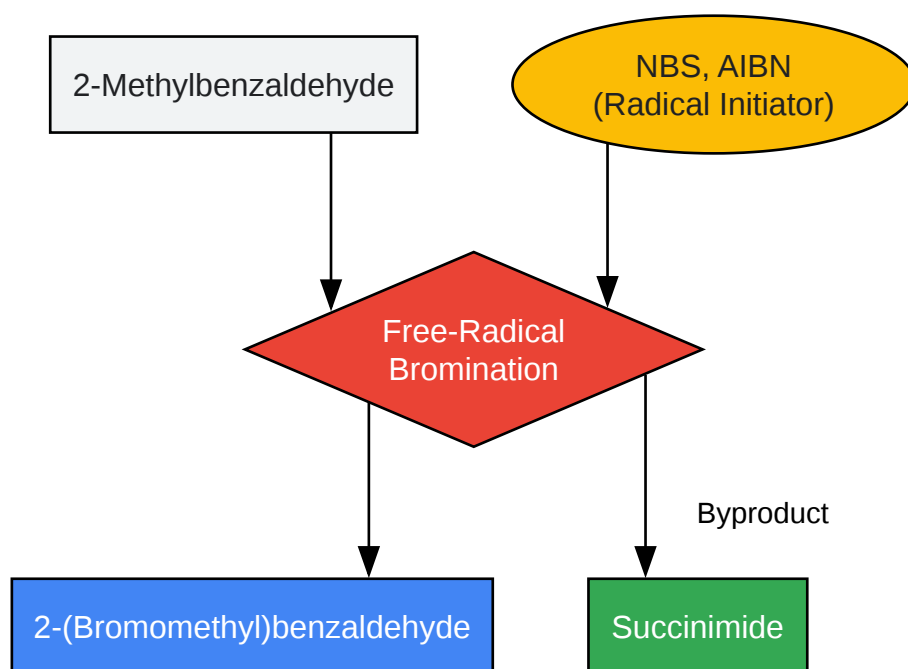 2-Methylbenzaldehyde
NBS, AIBN
(Radical Initiator)
Free-Radical
Bromination
Byproduct
2-(Bromomethyl)benzaldehyde
Succinimide